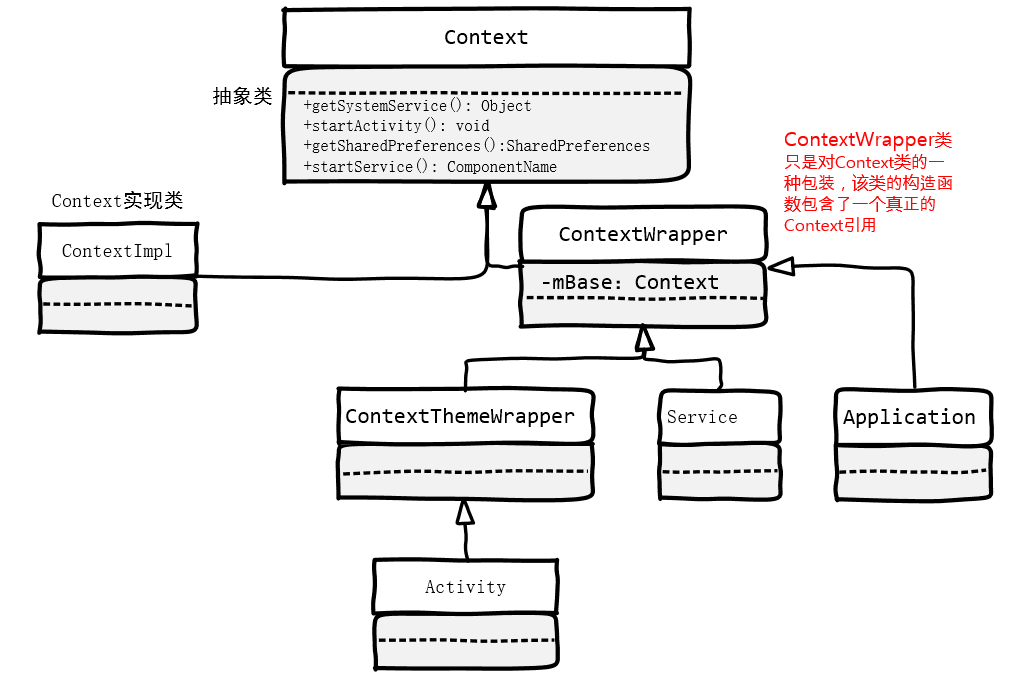 Context
抽象类
+getSystemService(): Object
+startActivity(): void
+getSharedPreferences():SharedPreferences
+startService(): ComponentName
ContextWrapper类
只是对Context类的一
种包装，该类的构造函
数包含了一个真正的
Context引用
Context实现类
ContextImpl
ContextWrapper
-mBase: Context
ContextThemeWrapper
Service
Application
Activity